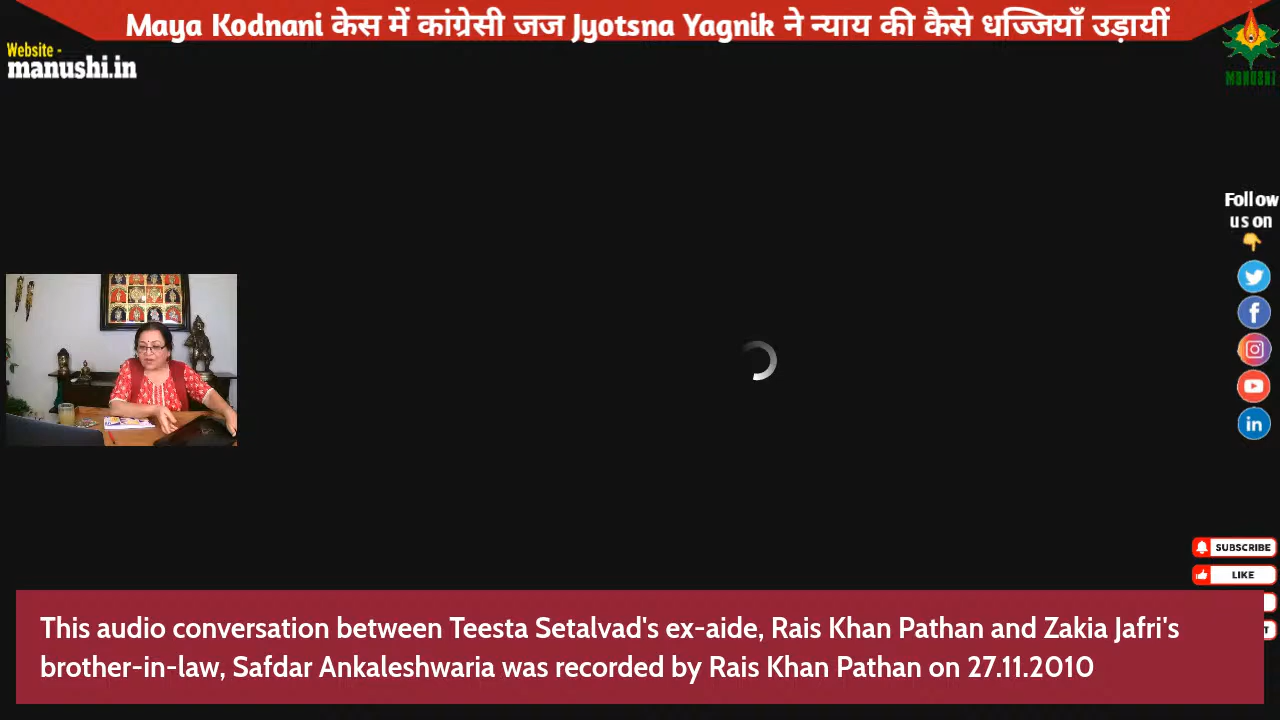 Maya Kodnani केस में कांग्रेसी जज Jyotsna Yagnik ने न्याय की कैसे धज्जियाँ उड़ायीं
Website -
manushi.in
MANUSHI
Follow
us on
SUBSCRIBE
LIKE
This audio conversation between Teesta Setalvad's ex-aide, Rais Khan Pathan and Zakia Jafri's
brother-in-law, Safdar Ankaleshwaria was recorded by Rais Khan Pathan on 27.11.2010